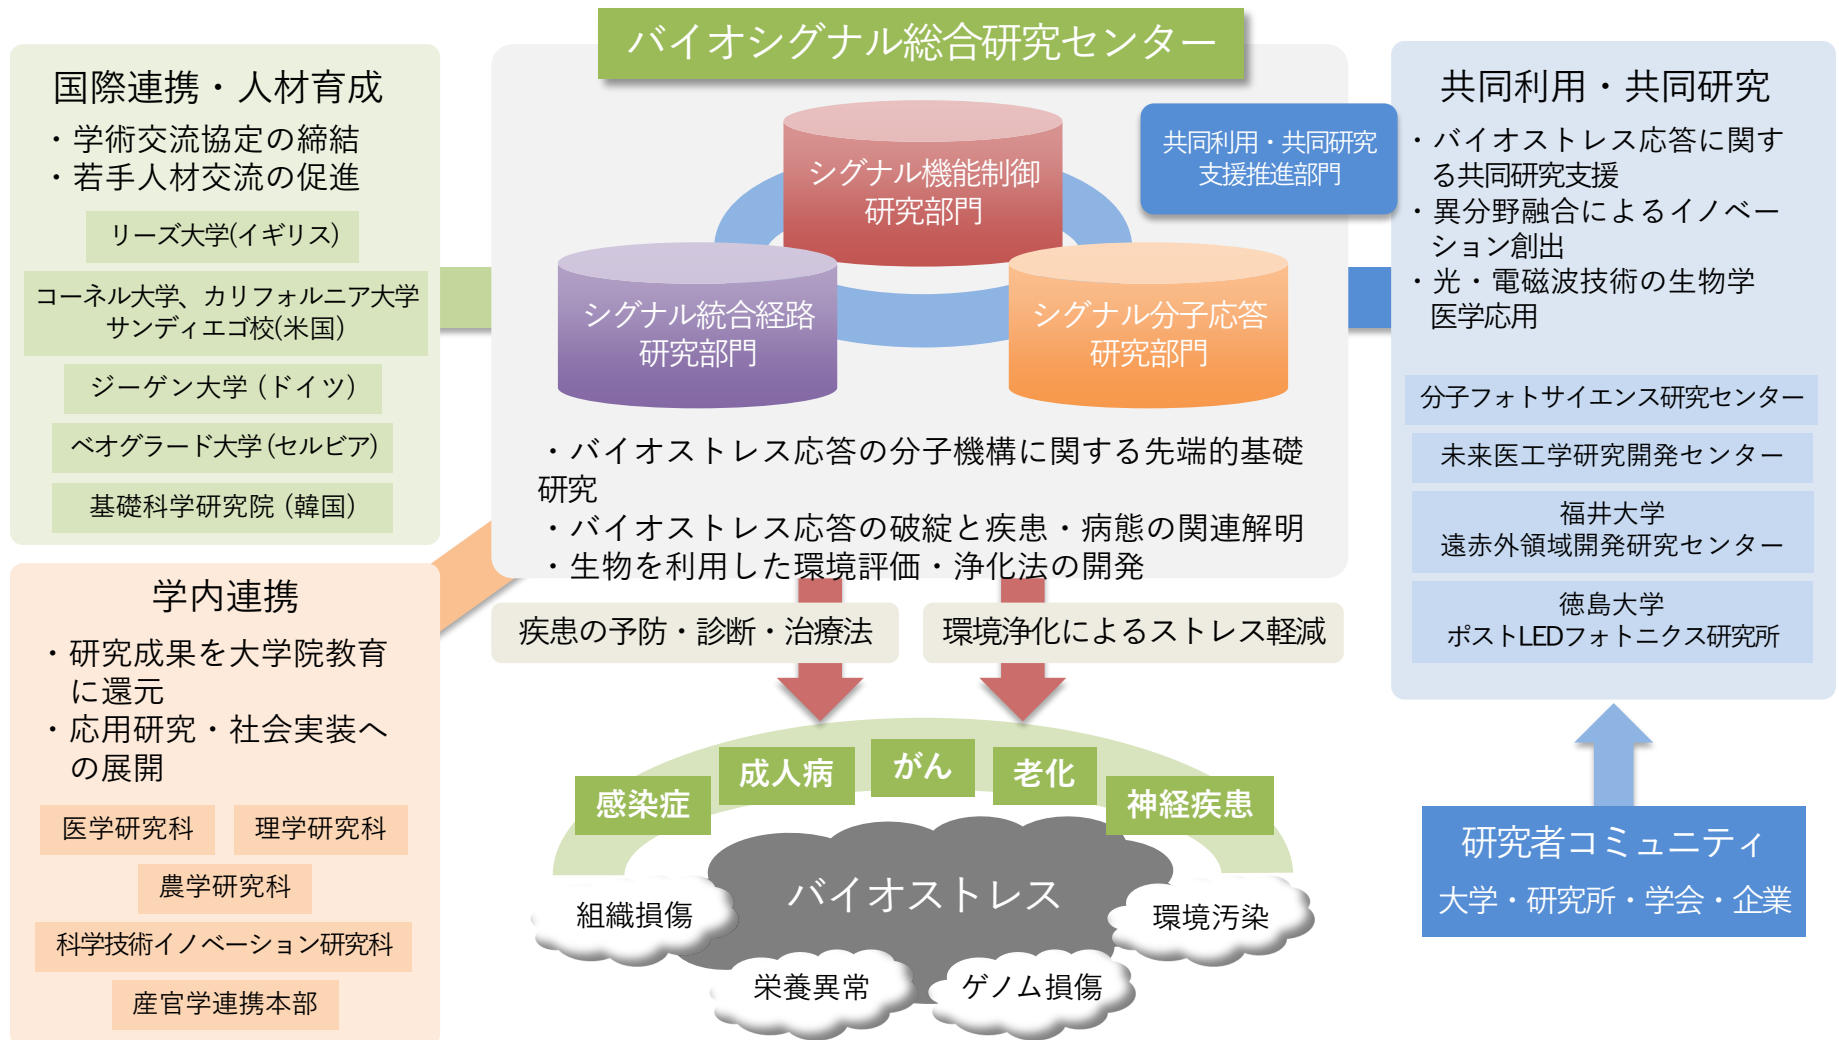 バイオシグナル総合研究センター
国際連携・人材育成
・学術交流協定の締結
・若手人材交流の促進
リーズ大学(イギリス)
コーネル大学、カリフォルニア大学
サンディエゴ校(米国)
ジーゲン大学 (ドイツ)
ベオグラード大学 (セルビア)
基礎科学研究院 (韓国)
学内連携
・研究成果を大学院教育
に還元
・応用研究・社会実装へ
の展開
医学研究科
理学研究科
農学研究科
科学技術イノベーション研究科
産官学連携本部
シグナル機能制御
研究部門
シグナル統合経路
研究部門
シグナル分子応答
研究部門
共同利用・共同研究
支援推進部門
・バイオストレス応答の分子機構に関する先端的基礎
研究
・バイオストレス応答の破綻と疾患・病態の関連解明
・生物を利用した環境評価・浄化法の開発
疾患の予防・診断・治療法
環境浄化によるストレス軽減
感染症
成人病
がん
老化
神経疾患
バイオストレス
組織損傷
栄養異常
ゲノム損傷
環境汚染
共同利用・共同研究
・バイオストレス応答に関す
る共同研究支援
・異分野融合によるイノベー
ション創出
・光・電磁波技術の生物学
医学応用
分子フォトサイエンス研究センター
未来医工学研究開発センター
福井大学
遠赤外領域開発研究センター
徳島大学
ポストLEDフォトニクス研究所
研究者コミュニティ
大学・研究所・学会・企業